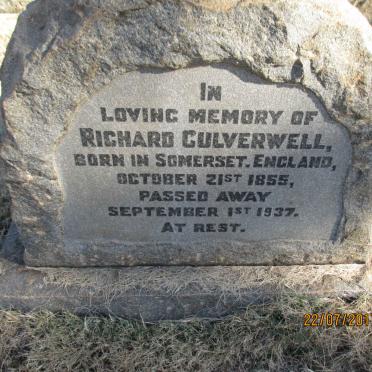 IN
LOVING MEMORY OF
RICHARD CULVERWELL,
BORN IN SOMERSET. ENGLAND,
OCTOBER 21ST 1855,
PASSED AWAY
SEPTEMBER 1ST 1937.
AT REST.